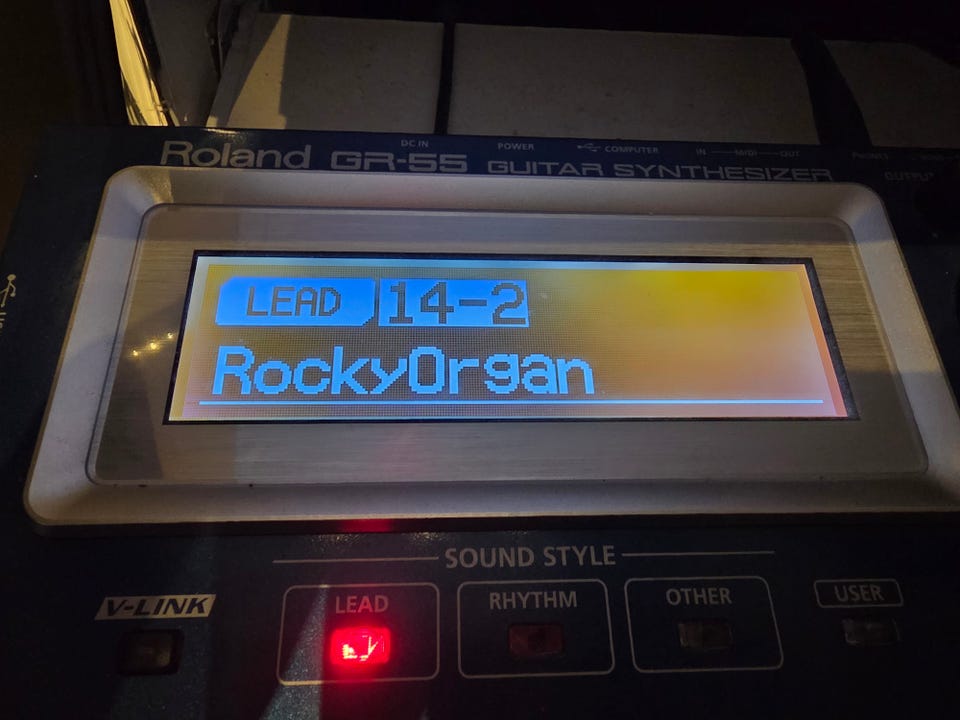 DC IN POWER COMPUTER IN MIDI OUT PHONES
Roland GR-55 GUITAR SYNTHESIZER OUTPUT
LEAD 14-2
RockyOrgan
SOUND STYLE
V-LINK LEAD RHYTHM OTHER USER